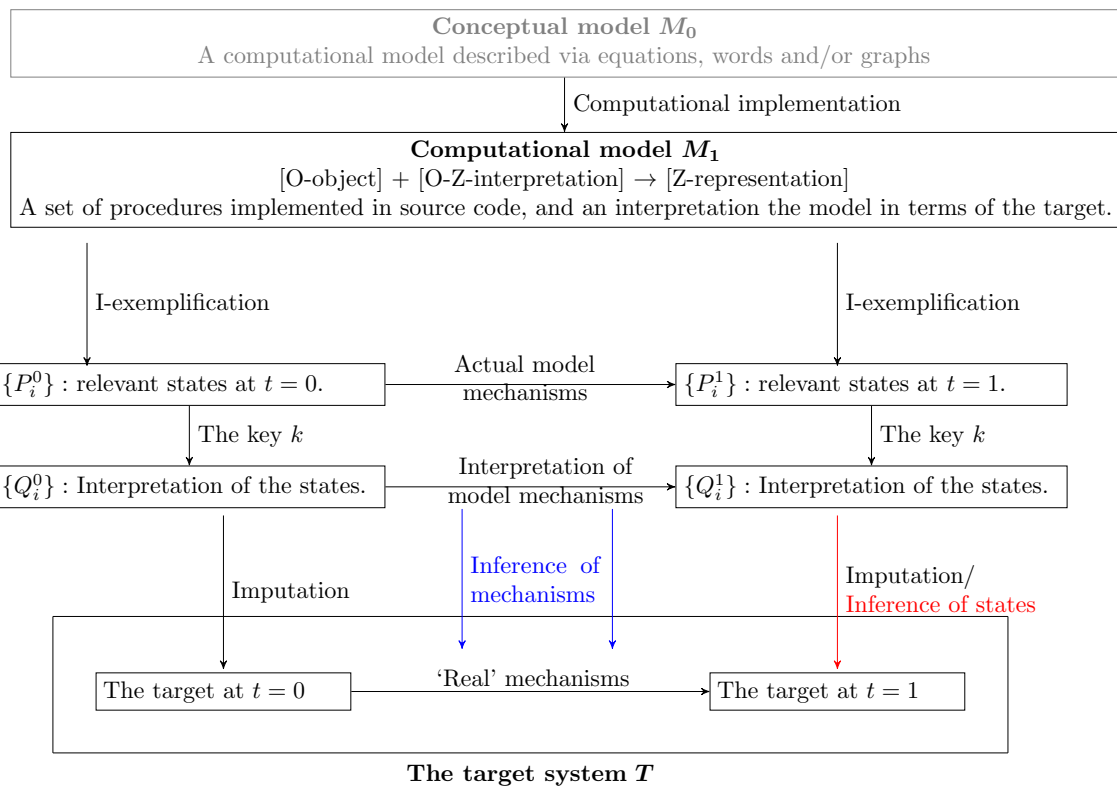 Conceptual model M₀
A computational model described via equations, words and/or graphs
Computational implementation
Computational model M₁
[O-object] + [O-Z-interpretation] → [Z-representation]
A set of procedures implemented in source code, and an interpretation the model in terms of the target.
I-exemplification
I-exemplification
{P_i^0} : relevant states at t = 0.
Actual model
mechanisms
{P_i^1} : relevant states at t = 1.
The key k
The key k
{Q_i^0} : Interpretation of the states.
Interpretation of
model mechanisms
{Q_i^1} : Interpretation of the states.
Imputation
Inference of
mechanisms
Imputation/
Inference of states
The target at t = 0
‘Real’ mechanisms
The target at t = 1
The target system T